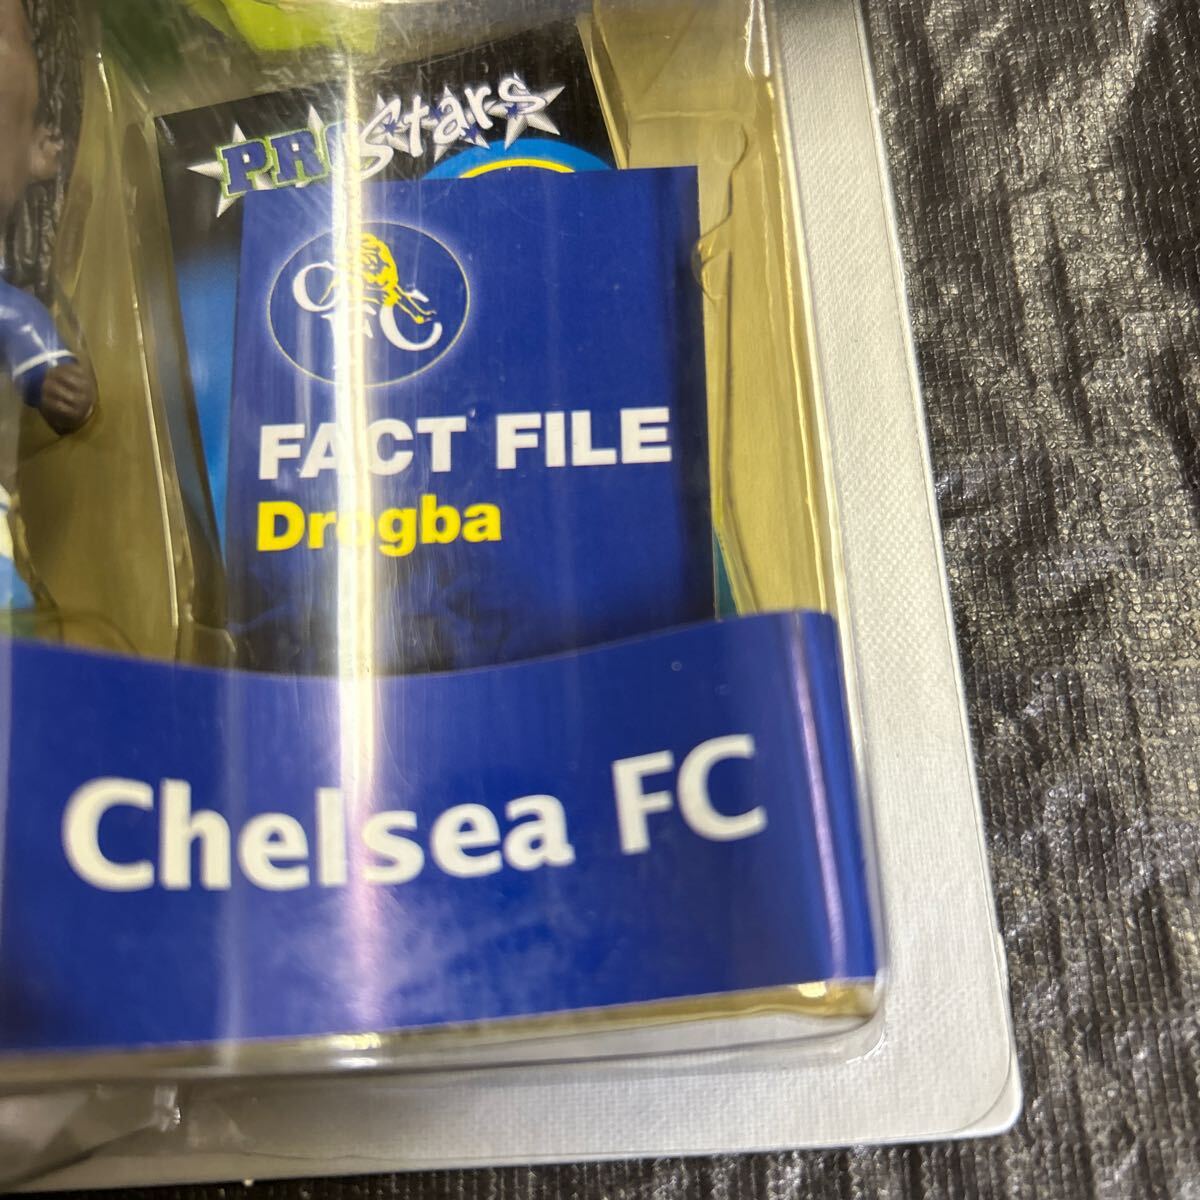 PROStars
CFC
FACT FILE
Drogba
Chelsea FC